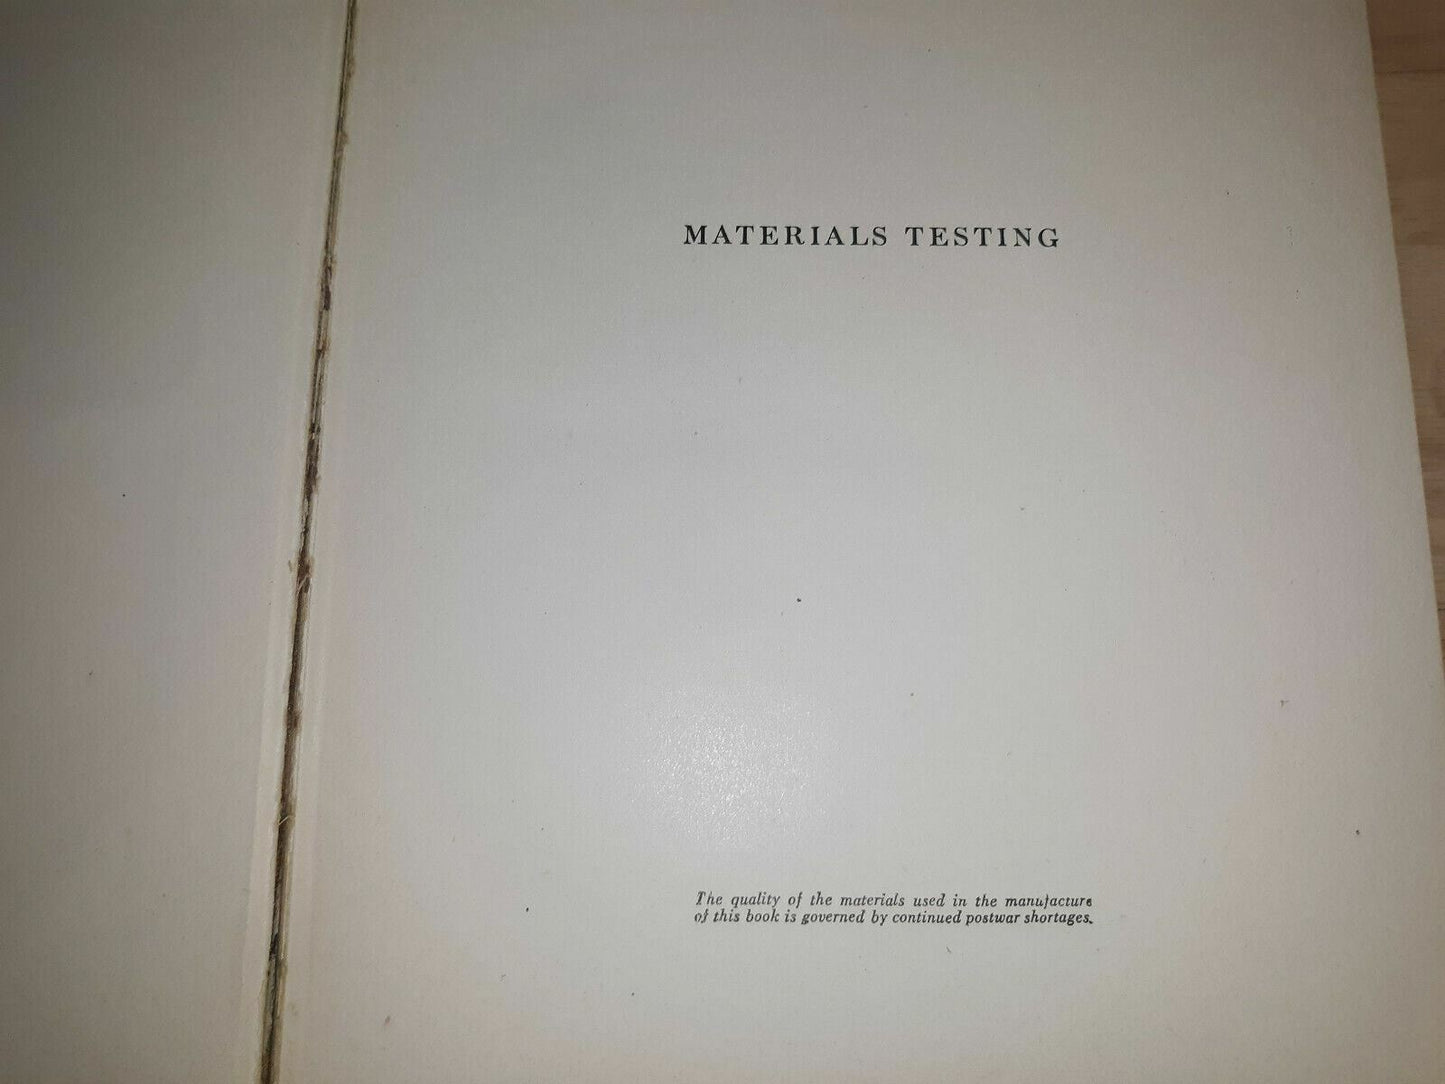 MATERIALS TESTING
The quality of the materials used in the manufacture
of this book is governed by continued postwar shortages.